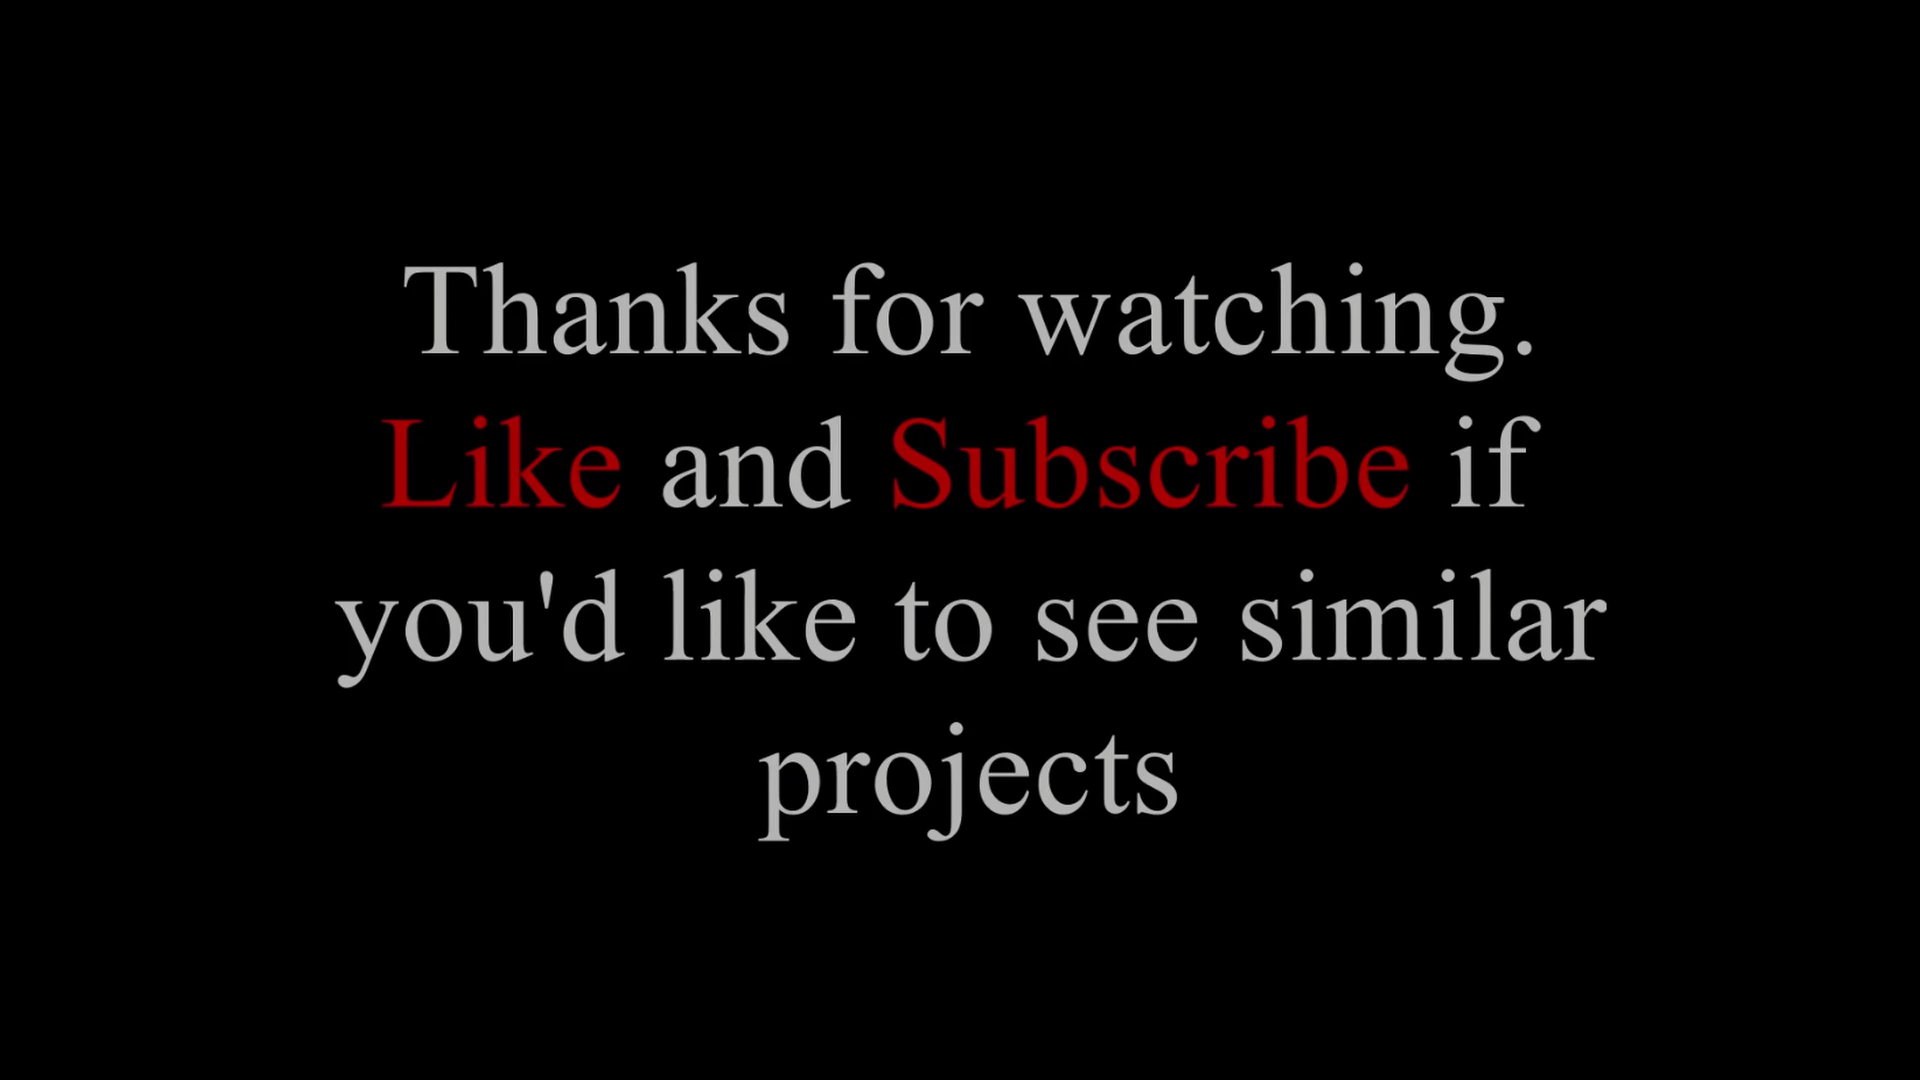 Thanks for watching.
Like and Subscribe if
you'd like to see similar
projects